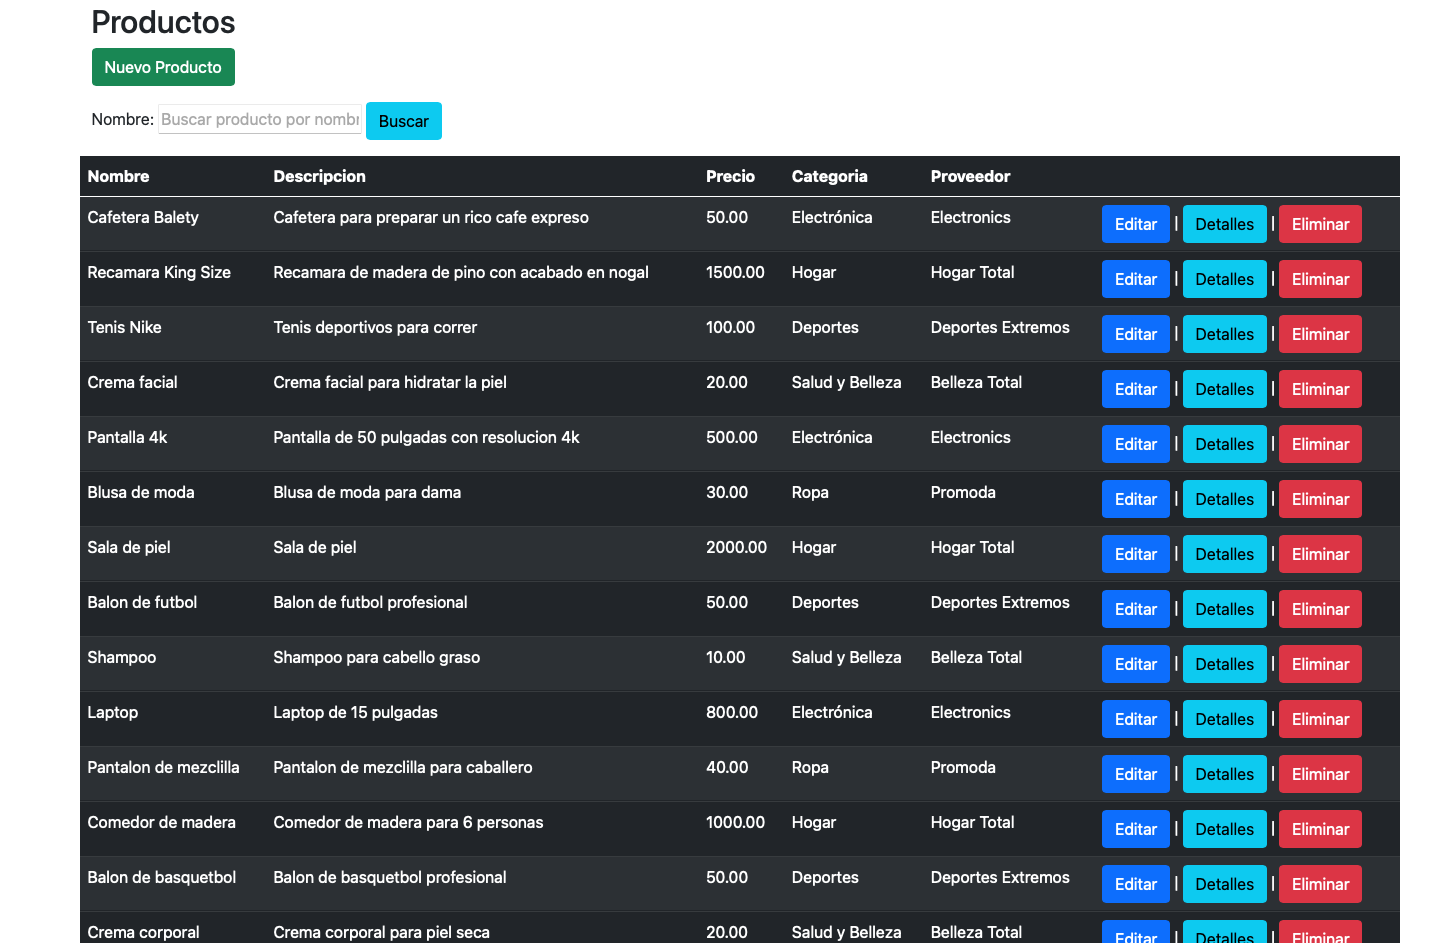 Productos
Nuevo Producto
Nombre: Buscar producto por nombr Buscar
Nombre Descripcion Precio Categoria Proveedor
Cafetera Balety Cafetera para preparar un rico cafe expreso 50.00 Electrónica Electronics Editar | Detalles | Eliminar
Recamara King Size Recamara de madera de pino con acabado en nogal 1500.00 Hogar Hogar Total Editar | Detalles | Eliminar
Tenis Nike Tenis deportivos para correr 100.00 Deportes Deportes Extremos Editar | Detalles | Eliminar
Crema facial Crema facial para hidratar la piel 20.00 Salud y Belleza Belleza Total Editar | Detalles | Eliminar
Pantalla 4k Pantalla de 50 pulgadas con resolucion 4k 500.00 Electrónica Electronics Editar | Detalles | Eliminar
Blusa de moda Blusa de moda para dama 30.00 Ropa Promoda Editar | Detalles | Eliminar
Sala de piel Sala de piel 2000.00 Hogar Hogar Total Editar | Detalles | Eliminar
Balon de futbol Balon de futbol profesional 50.00 Deportes Deportes Extremos Editar | Detalles | Eliminar
Shampoo Shampoo para cabello graso 10.00 Salud y Belleza Belleza Total Editar | Detalles | Eliminar
Laptop Laptop de 15 pulgadas 800.00 Electrónica Electronics Editar | Detalles | Eliminar
Pantalon de mezclilla Pantalon de mezclilla para caballero 40.00 Ropa Promoda Editar | Detalles | Eliminar
Comedor de madera Comedor de madera para 6 personas 1000.00 Hogar Hogar Total Editar | Detalles | Eliminar
Balon de basquetbol Balon de basquetbol profesional 50.00 Deportes Deportes Extremos Editar | Detalles | Eliminar
Crema corporal Crema corporal para piel seca 20.00 Salud y Belleza Belleza Total Editar | Detalles | Eliminar